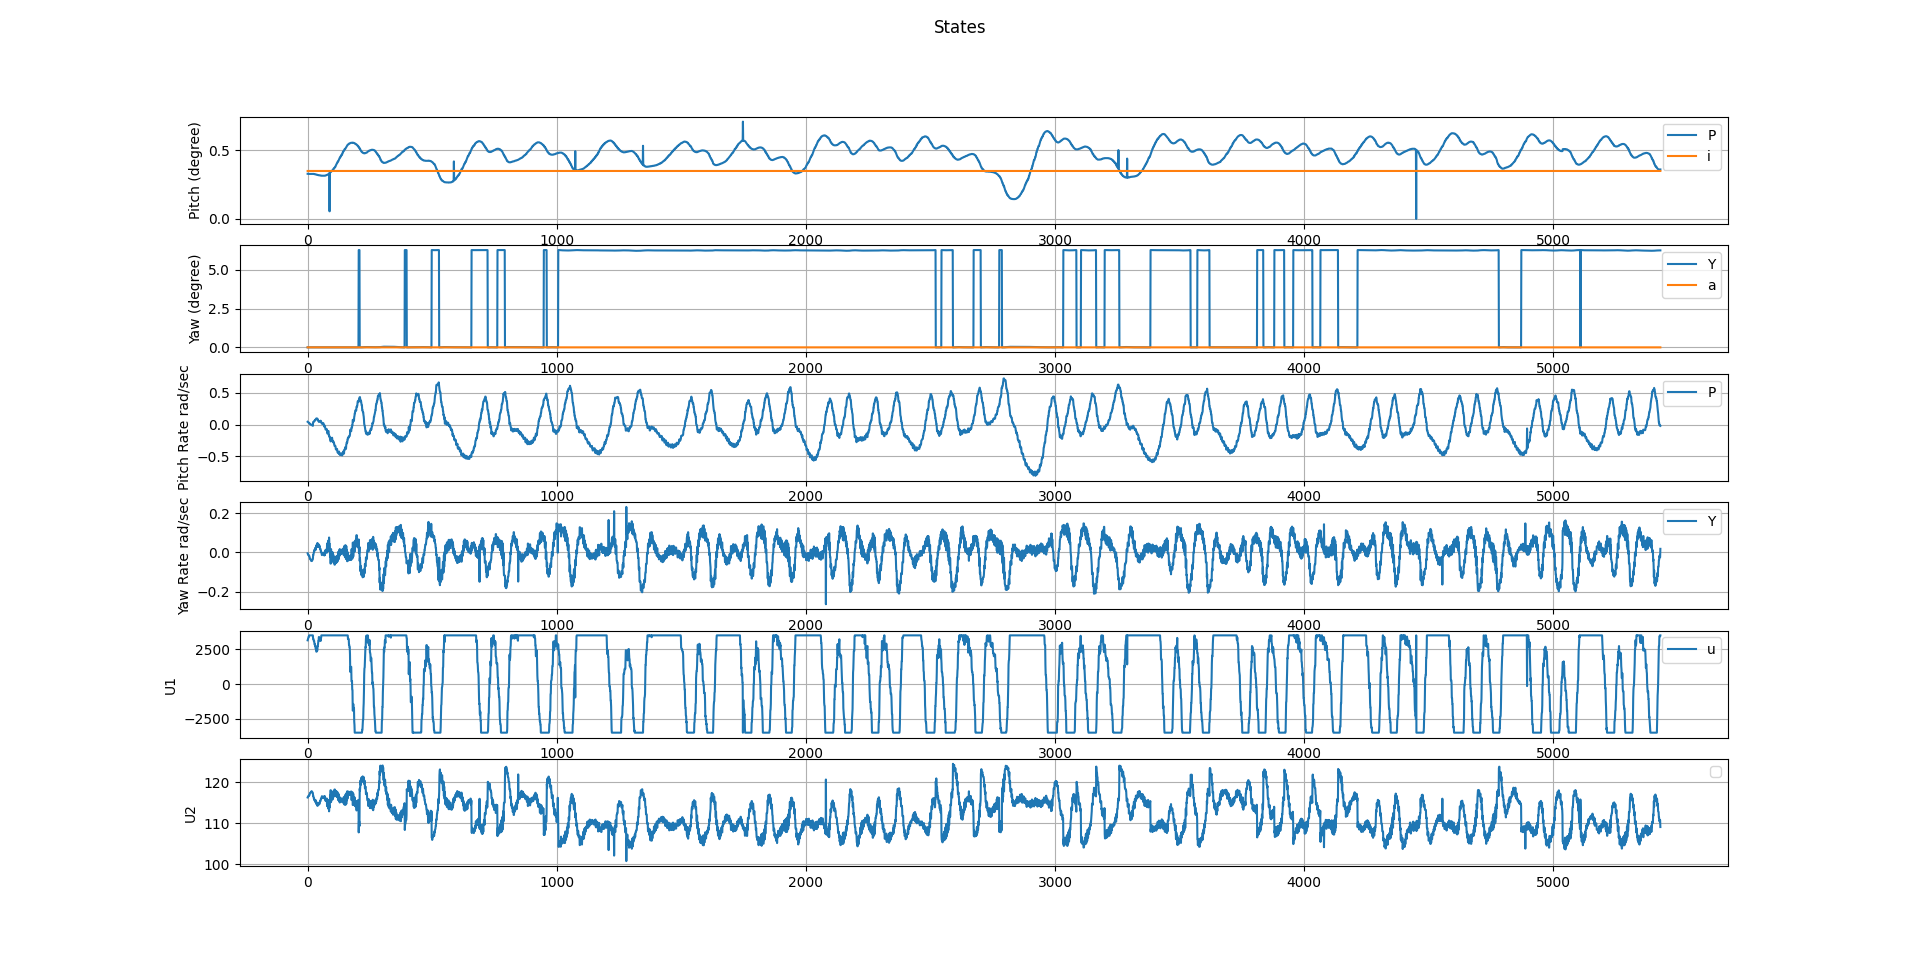 States
Pitch (degree)
0.5
0.0
P
i
0 1000 2000 3000 4000 5000
Yaw (degree)
5.0
2.5
0.0
Y
a
0 1000 2000 3000 4000 5000
Pitch Rate rad/sec
0.5
0.0
−0.5
P
0 1000 2000 3000 4000 5000
Yaw Rate rad/sec
0.2
0.0
−0.2
Y
0 1000 2000 3000 4000 5000
U1
2500
0
−2500
u
0 1000 2000 3000 4000 5000
U2
120
110
100
0 1000 2000 3000 4000 5000